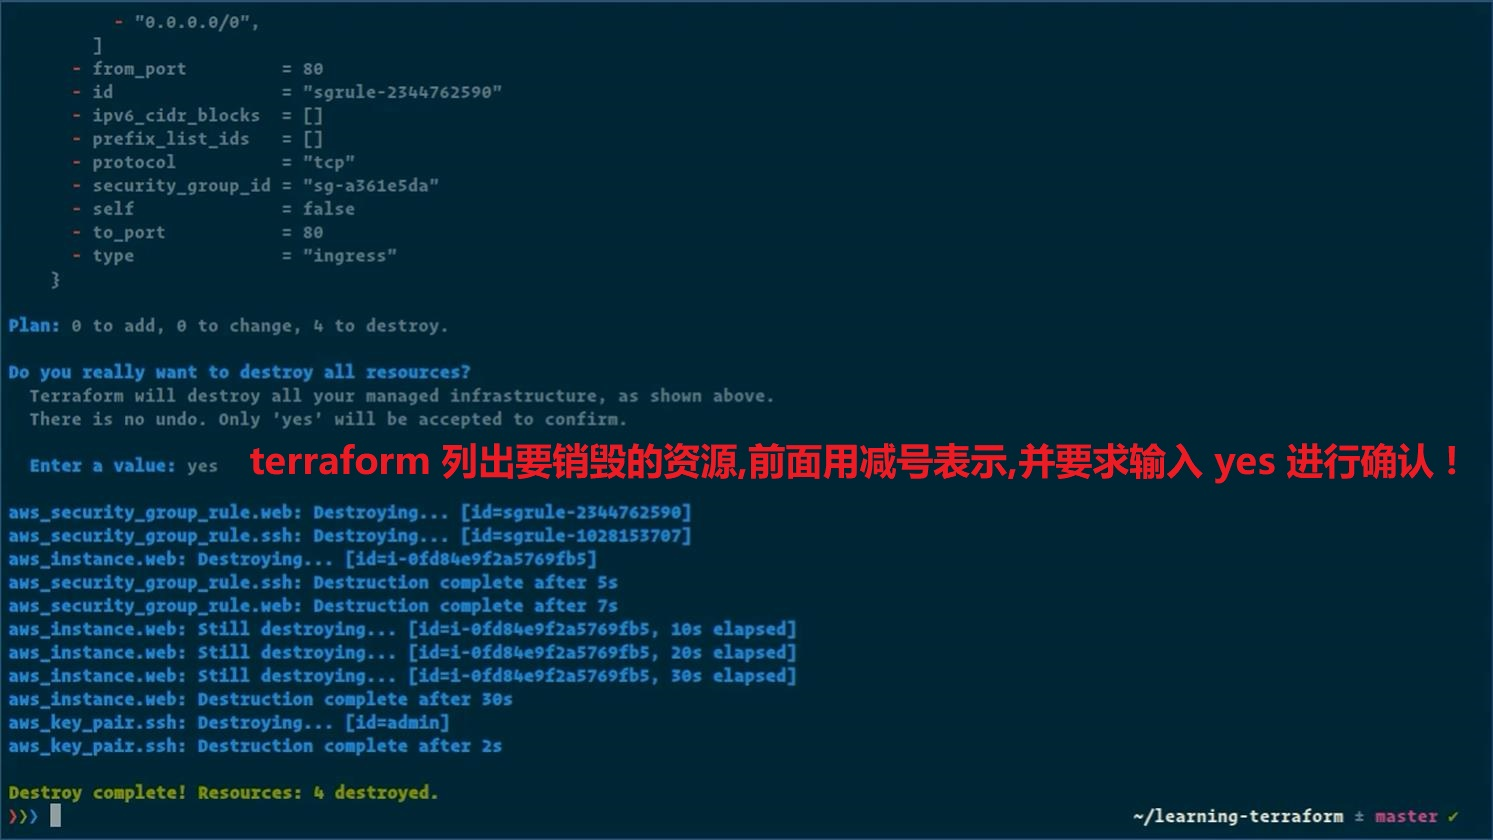 - "0.0.0.0/0",
]
- from_port = 80
- id = "sgrule-2344762590"
- ipv6_cidr_blocks = []
- prefix_list_ids = []
- protocol = "tcp"
- security_group_id = "sg-a361e5da"
- self = false
- to_port = 80
- type = "ingress"
}
Plan: 0 to add, 0 to change, 4 to destroy.
Do you really want to destroy all resources?
Terraform will destroy all your managed infrastructure, as shown above.
There is no undo. Only 'yes' will be accepted to confirm.
Enter a value: yes terraform 列出要销毁的资源,前面用减号表示,并要求输入 yes 进行确认！
aws_security_group_rule.web: Destroying... [id=sgrule-2344762590]
aws_security_group_rule.ssh: Destroying... [id=sgrule-1028153707]
aws_instance.web: Destroying... [id=i-0fd84e9f2a5769fb5]
aws_security_group_rule.ssh: Destruction complete after 5s
aws_security_group_rule.web: Destruction complete after 7s
aws_instance.web: Still destroying... [id=i-0fd84e9f2a5769fb5, 10s elapsed]
aws_instance.web: Still destroying... [id=i-0fd84e9f2a5769fb5, 20s elapsed]
aws_instance.web: Still destroying... [id=i-0fd84e9f2a5769fb5, 30s elapsed]
aws_instance.web: Destruction complete after 30s
aws_key_pair.ssh: Destroying... [id=admin]
aws_key_pair.ssh: Destruction complete after 2s
Destroy complete! Resources: 4 destroyed.
❯❯❯ ~/learning-terraform ± master ✔